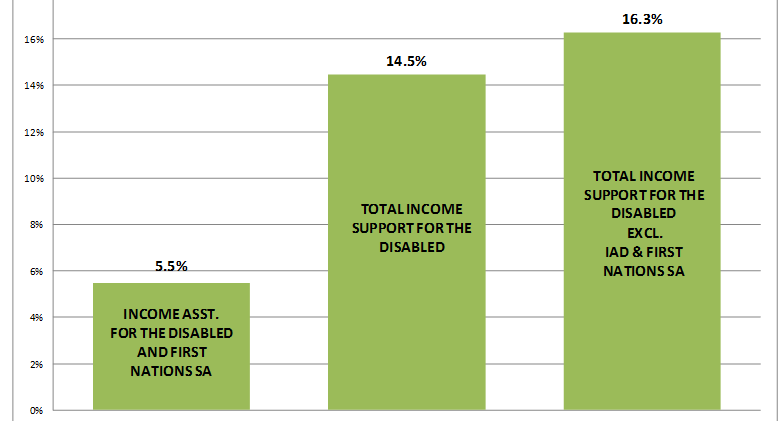 16.3%
16%
14.5%
14%
12%
10%
8%
6%
4%
2%
0%
5.5%
INCOME ASST.
FOR THE DISABLED
AND FIRST
NATIONS SA
TOTAL INCOME
SUPPORT FOR THE
DISABLED
TOTAL INCOME
SUPPORT FOR THE
DISABLED
EXCL.
IAD & FIRST
NATIONS SA